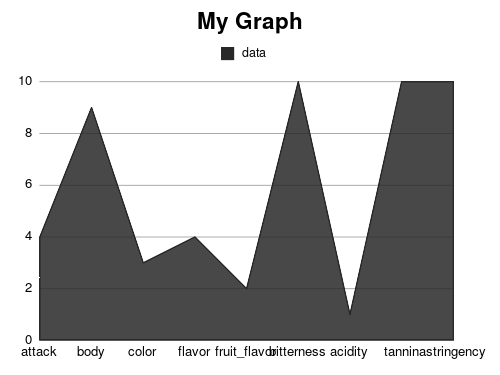 My Graph
data
10
8
6
4
2
0
attack body color flavor fruit_flavor bitterness acidity tannin astringency